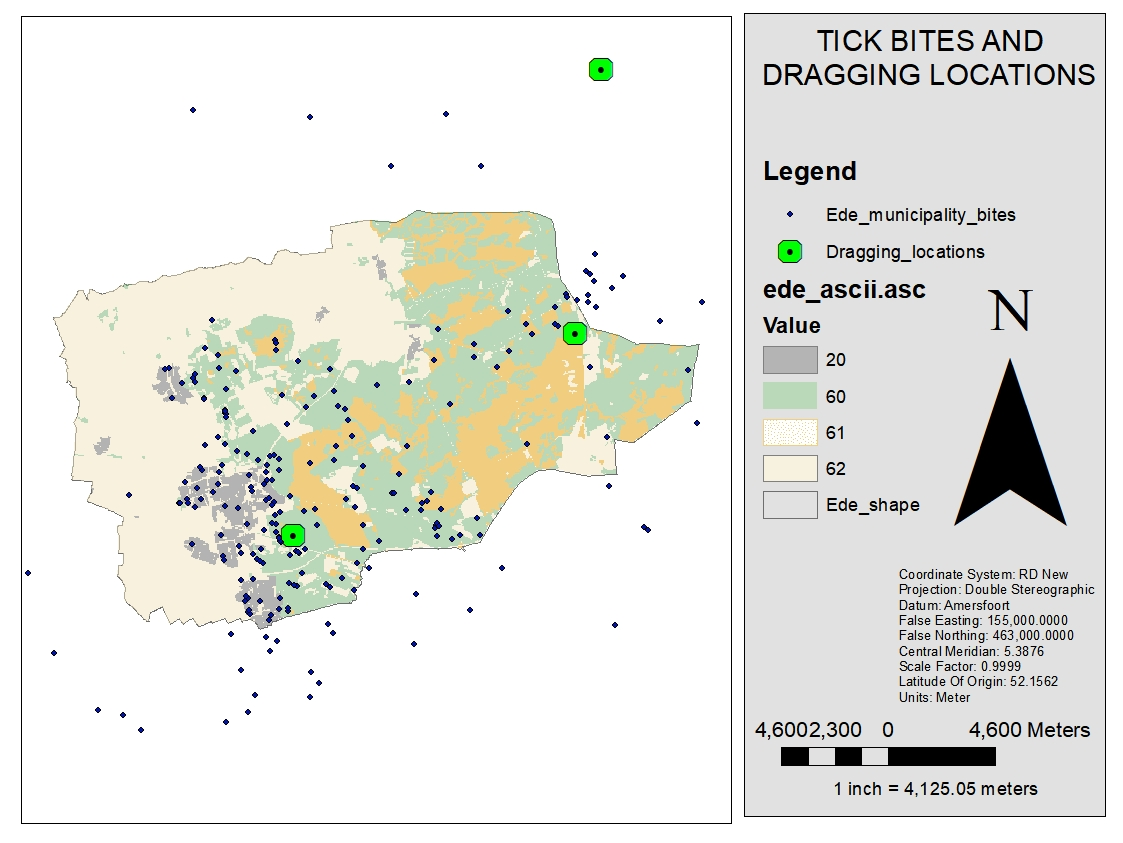 TICK BITES AND
DRAGGING LOCATIONS
Legend
Ede_municipality_bites
Dragging_locations
ede_ascii.asc
N
Value
20
60
61
62
Ede_shape
Coordinate System: RD New
Projection: Double Stereographic
Datum: Amersfoort
False Easting: 155,000.0000
False Northing: 463,000.0000
Central Meridian: 5.3876
Scale Factor: 0.9999
Latitude Of Origin: 52.1562
Units: Meter
4,6002,300 0 4,600 Meters
1 inch = 4,125.05 meters